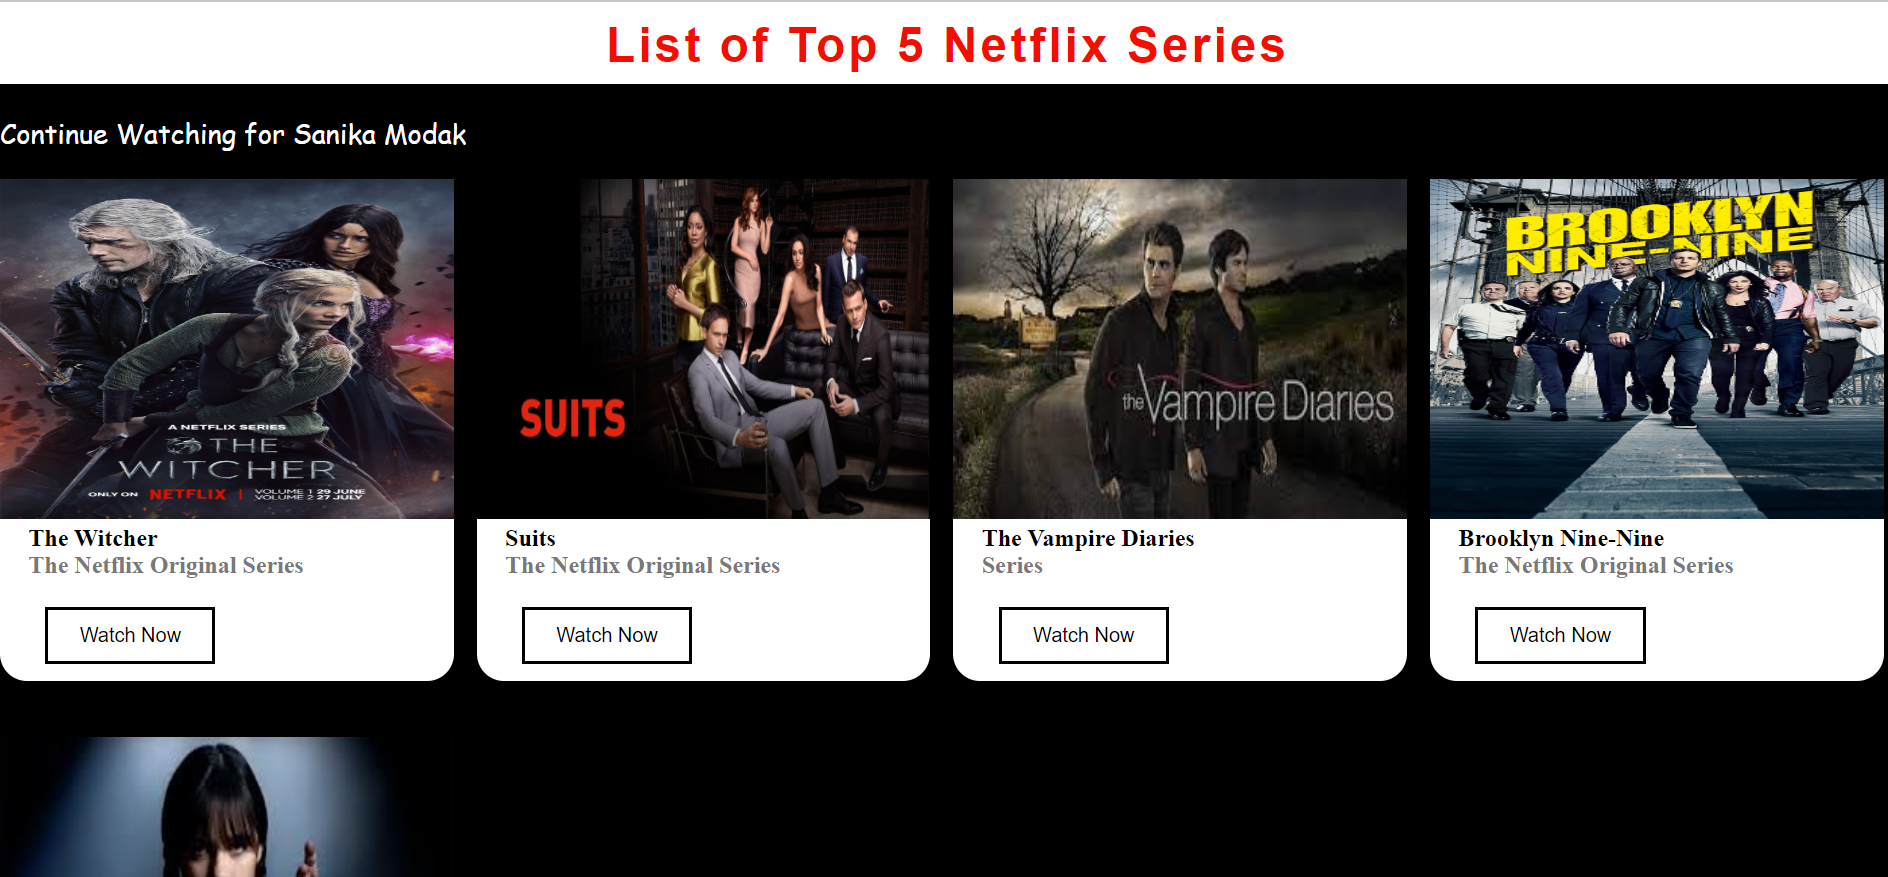 List of Top 5 Netflix Series
Continue Watching for Sanika Modak
A NETFLIX SERIES
THE
WITCHER
ONLY ON NETFLIX | VOLUME 1 29 JUNE
VOLUME 2 27 JULY
SUITS
the Vampire Diaries
BROOKLYN
NINE-NINE
The Witcher
The Netflix Original Series
Watch Now
Suits
The Netflix Original Series
Watch Now
The Vampire Diaries
Series
Watch Now
Brooklyn Nine-Nine
The Netflix Original Series
Watch Now